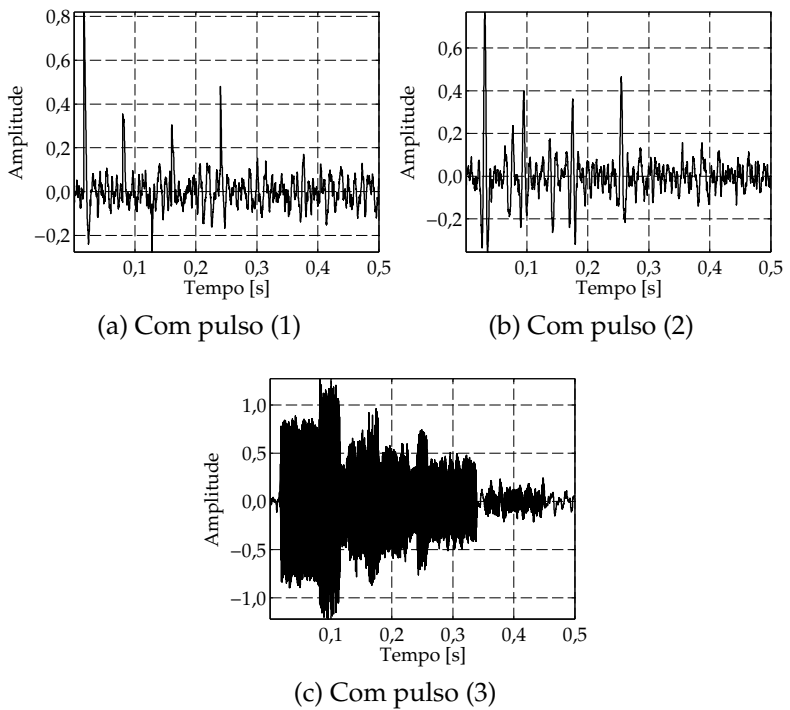 0,8
0,6
0,4
0,2
0,0
−0,2
Amplitude
0,1 0,2 0,3 0,4 0,5
Tempo [s]
(a) Com pulso (1)
0,6
0,4
0,2
0,0
−0,2
Amplitude
0,1 0,2 0,3 0,4 0,5
Tempo [s]
(b) Com pulso (2)
1,0
0,5
0,0
−0,5
−1,0
Amplitude
0,1 0,2 0,3 0,4 0,5
Tempo [s]
(c) Com pulso (3)